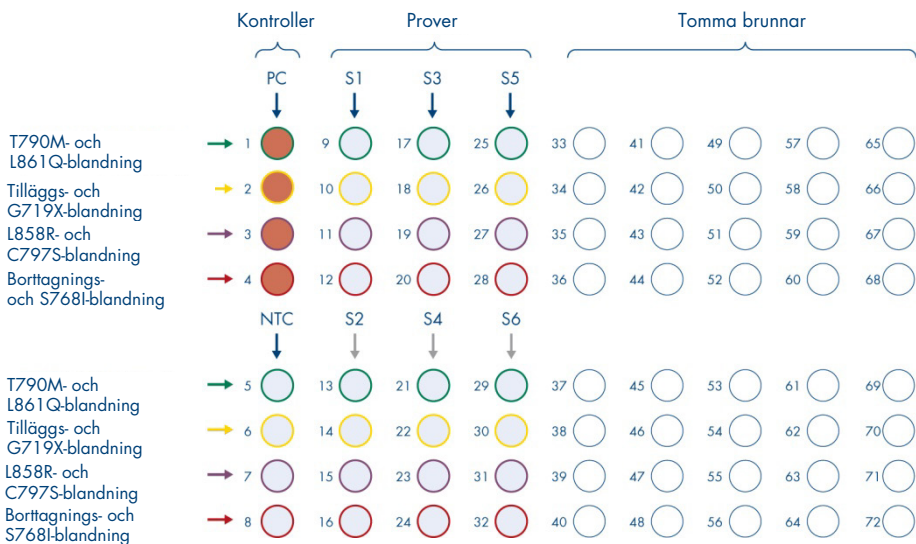 Kontroller Prover Tomma brunnar
PC S1 S3 S5
T790M- och
L861Q-blandning
1 9 17 25 33 41 49 57 65
Tilläggs- och
G719X-blandning
2 10 18 26 34 42 50 58 66
L858R- och
C797S-blandning
3 11 19 27 35 43 51 59 67
Borttagnings-
och S768I-blandning
4 12 20 28 36 44 52 60 68
NTC S2 S4 S6
T790M- och
L861Q-blandning
5 13 21 29 37 45 53 61 69
Tilläggs- och
G719X-blandning
6 14 22 30 38 46 54 62 70
L858R- och
C797S-blandning
7 15 23 31 39 47 55 63 71
Borttagnings- och
S768I-blandning
8 16 24 32 40 48 56 64 72